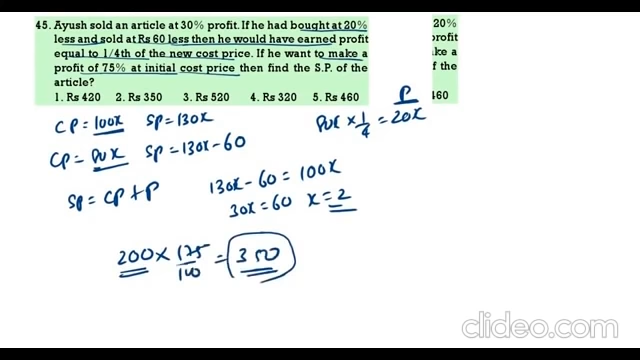 45. Ayush sold an article at 30% profit. If he had bought at 20%
less and sold at Rs 60 less then he would have earned profit
equal to 1/4th of the new cost price. If he want to make a
profit of 75% at initial cost price then find the S.P. of the
article?
1. Rs 420 2. Rs 350 3. Rs 520 4. Rs 320 5. Rs 460
20%
profit
ke a
f the
460
CP = 100x SP = 130x
CP = 80x SP = 130x - 60
80x × 1/4 = 20x
P
SP = CP + P
130x - 60 = 100x
30x = 60 x = 2
200 × 175/100 = 350
clideo.com